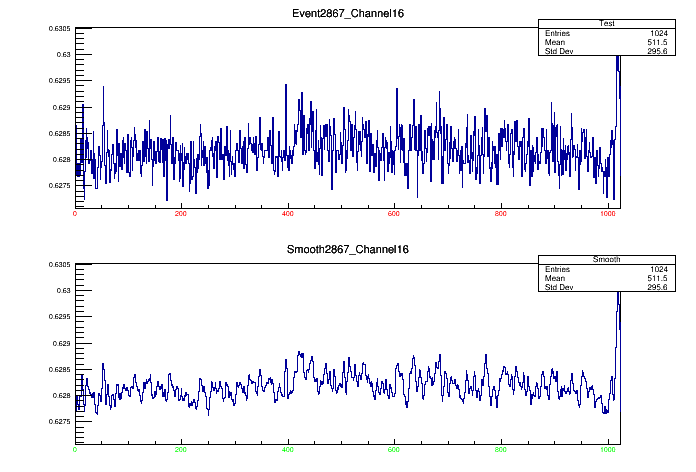 Event2867_Channel16
Test
Entries 1024
Mean 511.5
Std Dev 295.6
0.6305
0.63
0.6295
0.629
0.6285
0.628
0.6275
0 200 400 600 800 1000
Smooth2867_Channel16
Smooth
Entries 1024
Mean 511.5
Std Dev 295.6
0.6305
0.63
0.6295
0.629
0.6285
0.628
0.6275
0 200 400 600 800 1000